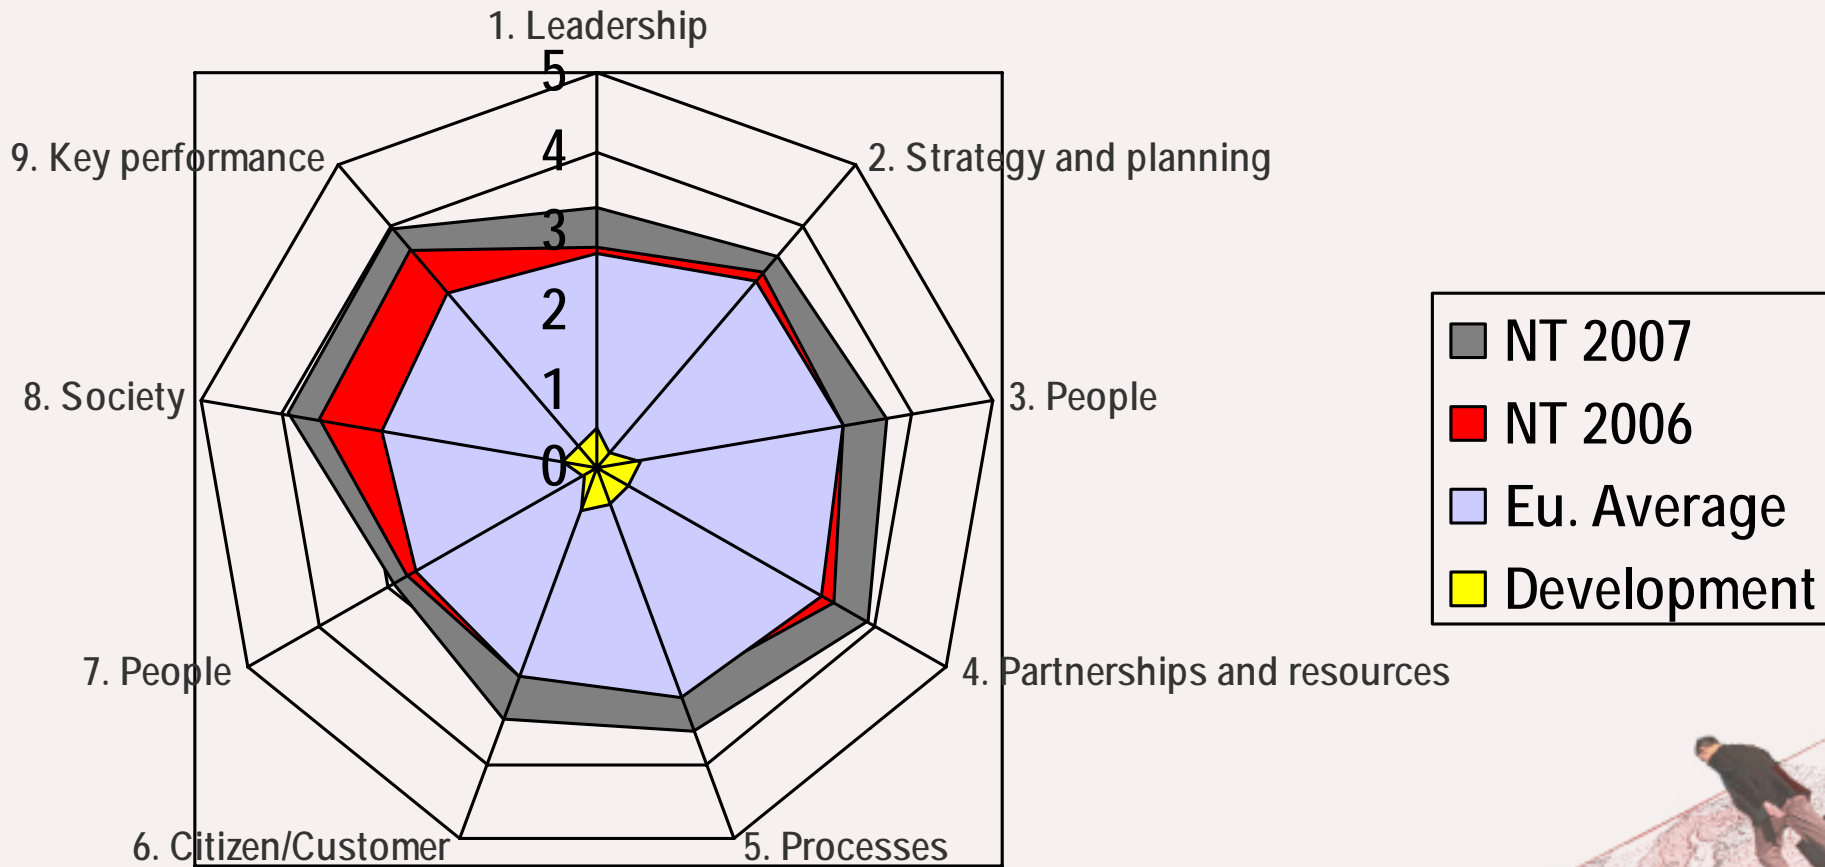 1. Leadership
5
9. Key performance
4
2. Strategy and planning
3
2
8. Society
1
3. People
0
7. People
4. Partnerships and resources
6. Citizen/Customer
5. Processes
NT 2007
NT 2006
Eu. Average
Development